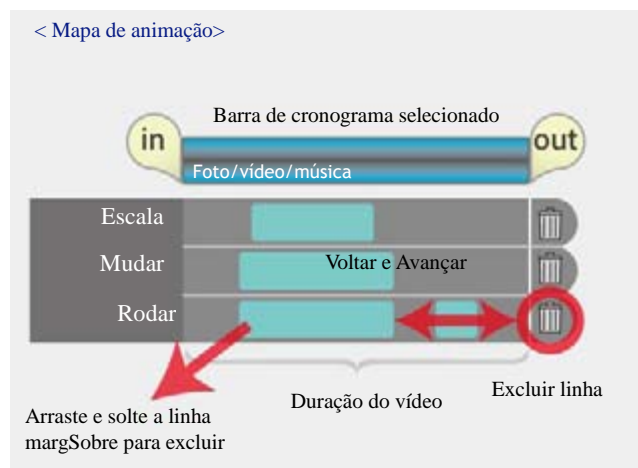 < Mapa de animação>
Barra de cronograma selecionado
in
out
Foto/vídeo/música
Escala
Mudar
Voltar e Avançar
Rodar
Duração do vídeo
Excluir linha
Arraste e solte a linha
margSobre para excluir